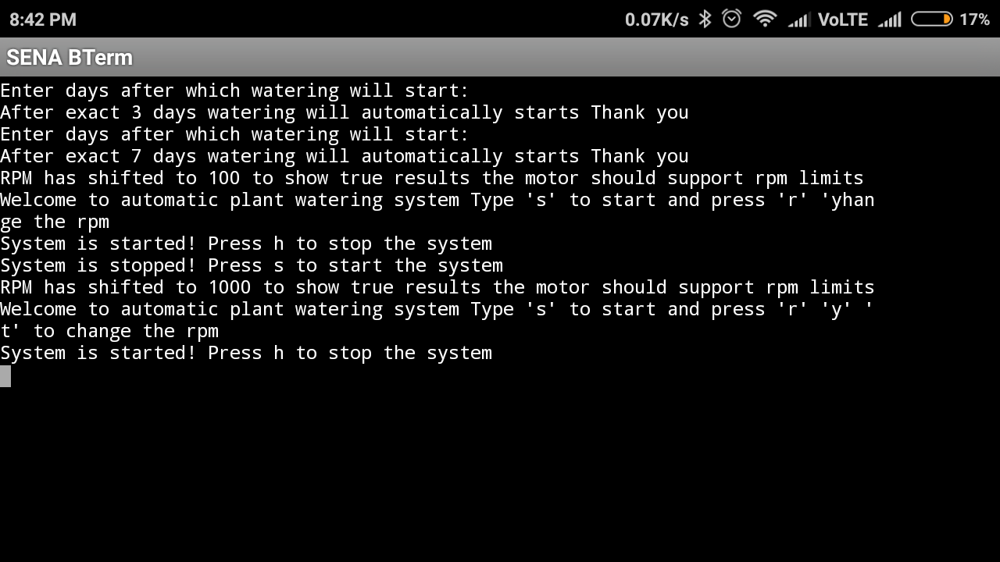 8:42 PM 0.07K/s VoLTE 17%
SENA BTerm
Enter days after which watering will start:
After exact 3 days watering will automatically starts Thank you
Enter days after which watering will start:
After exact 7 days watering will automatically starts Thank you
RPM has shifted to 100 to show true results the motor should support rpm limits
Welcome to automatic plant watering system Type 's' to start and press 'r' 'yhan
ge the rpm
System is started! Press h to stop the system
System is stopped! Press s to start the system
RPM has shifted to 1000 to show true results the motor should support rpm limits
Welcome to automatic plant watering system Type 's' to start and press 'r' 'y' '
t' to change the rpm
System is started! Press h to stop the system